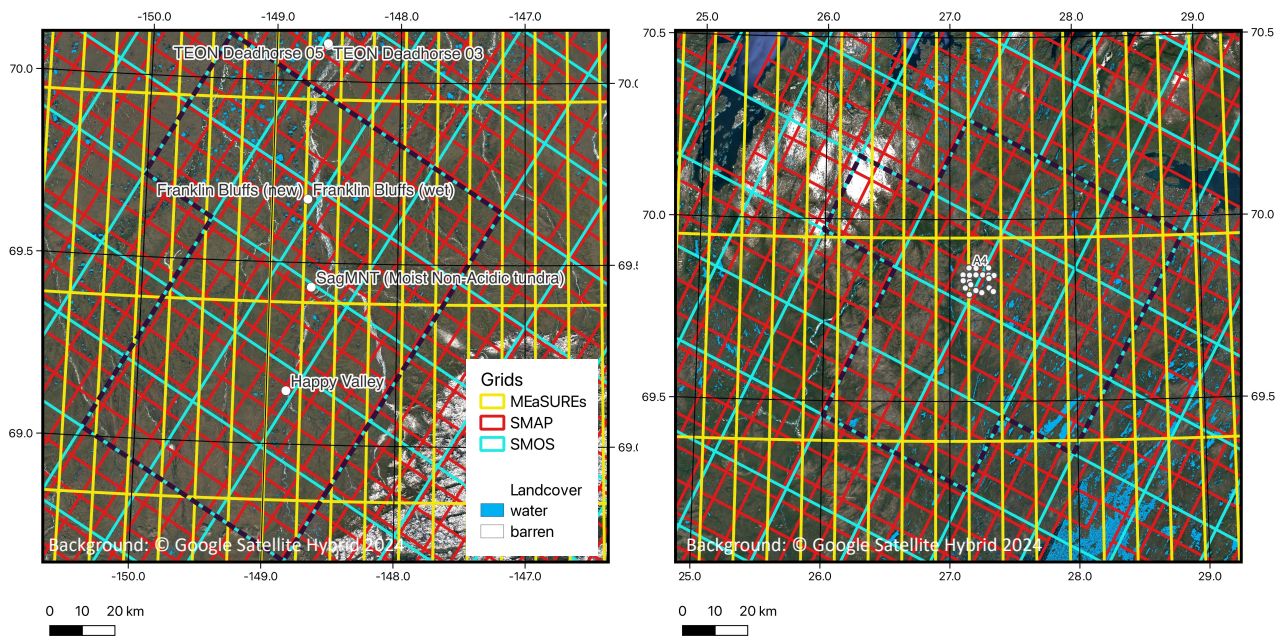 -150.0 -149.0 -148.0 -147.0
25.0 26.0 27.0 28.0 29.0
70.5 70.5
TEON Deadhorse 05 TEON Deadhorse 03
70.0 70.0
Franklin Bluffs (new) Franklin Bluffs (wet)
70.0 70.0
69.5 69.5
SagMNT (Moist Non-Acidic tundra)
A4
Happy Valley
69.5 69.5
69.0 69.0
Grids
MEaSUREs
SMAP
SMOS
Landcover
water
barren
Background: © Google Satellite Hybrid 2024
Background: © Google Satellite Hybrid 2024
-150.0 -149.0 -148.0 -147.0
25.0 26.0 27.0 28.0 29.0
0 10 20 km
0 10 20 km